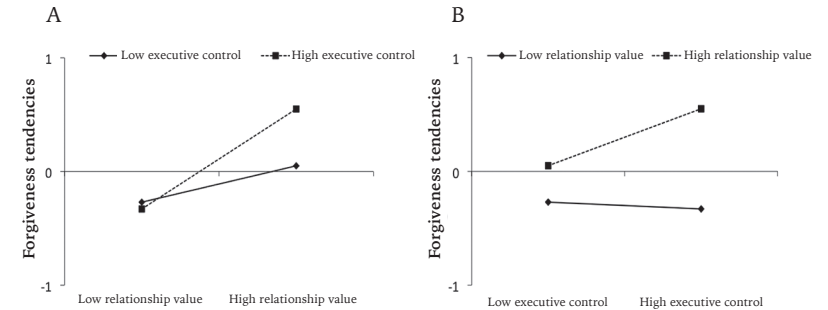 A
1
Low executive control
High executive control
Forgiveness tendencies
0
-1
Low relationship value
High relationship value
B
1
Low relationship value
High relationship value
Forgiveness tendencies
0
-1
Low executive control
High executive control